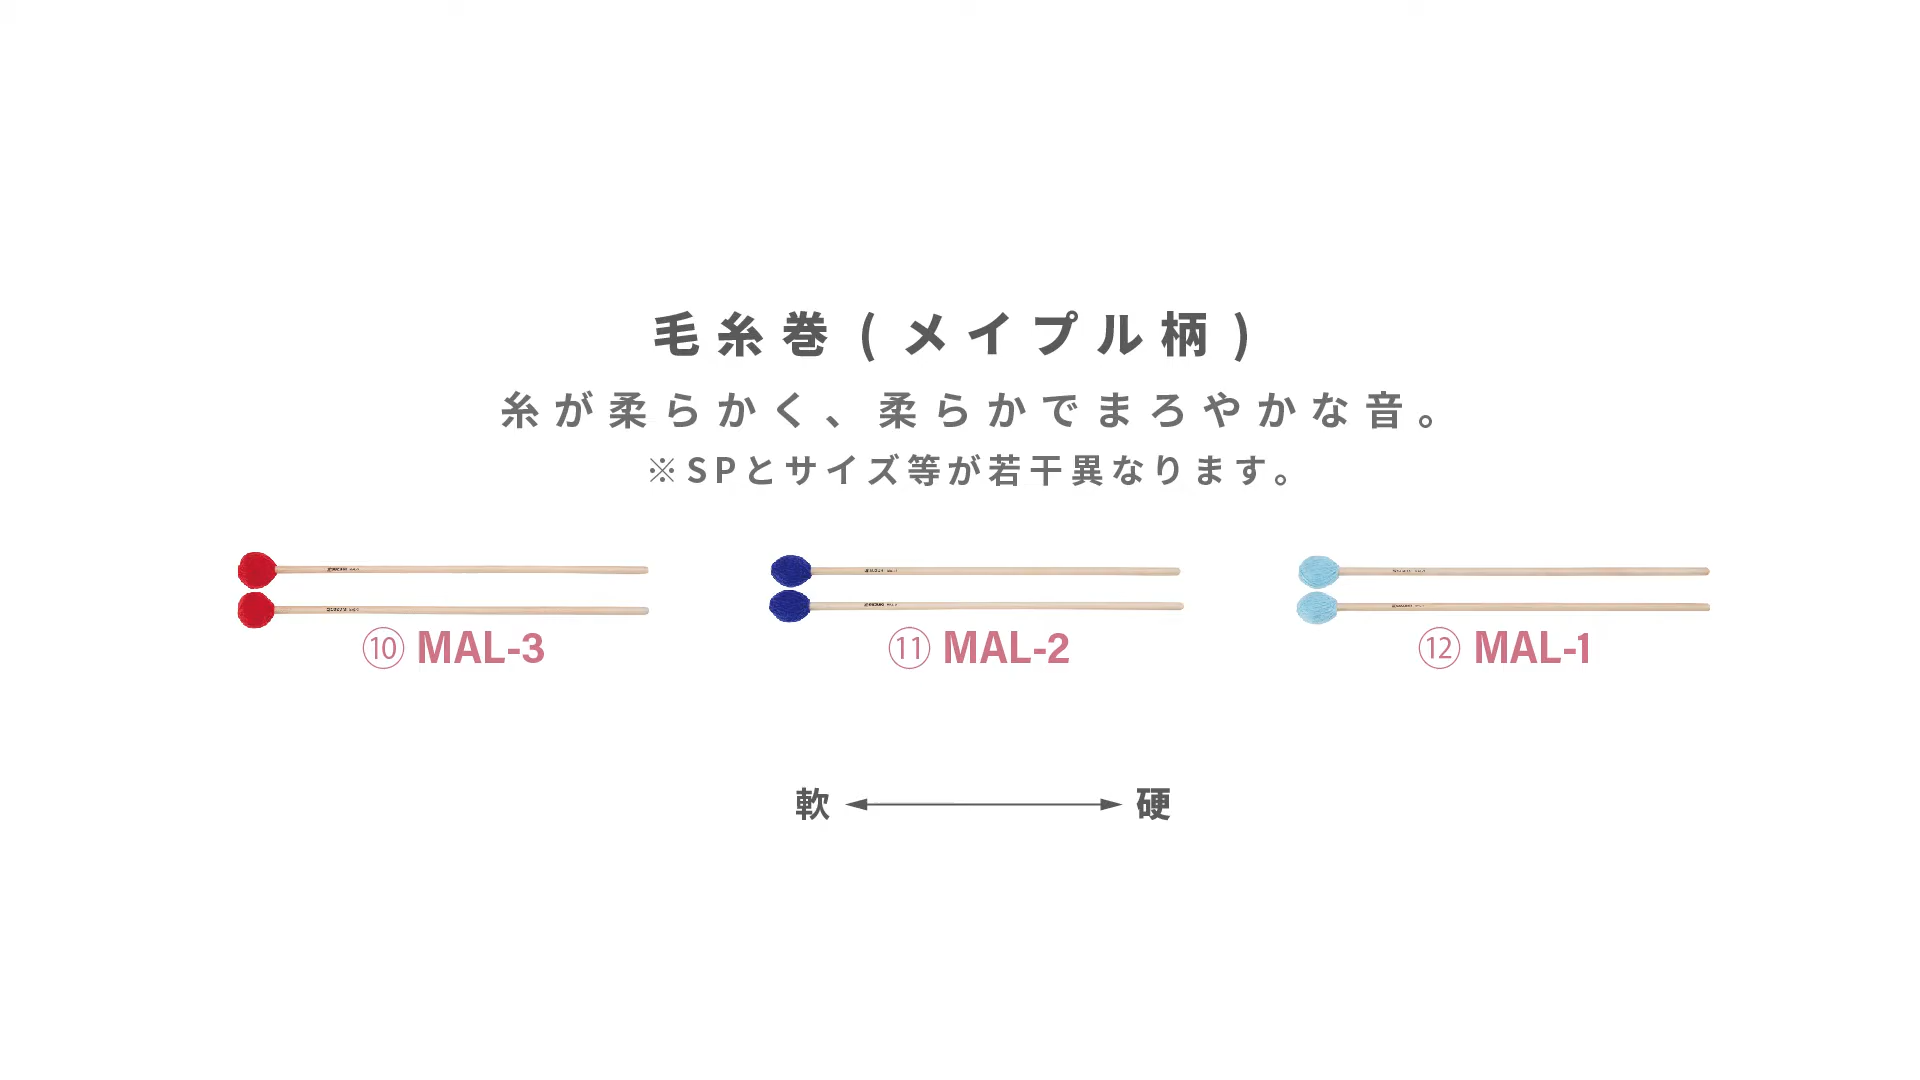 毛糸巻(メイプル柄)
糸が柔らかく、柔らかでまろやかな音。
※SPとサイズ等が若干異なります。
⑩ MAL-3
⑪ MAL-2
⑫ MAL-1
軟 硬